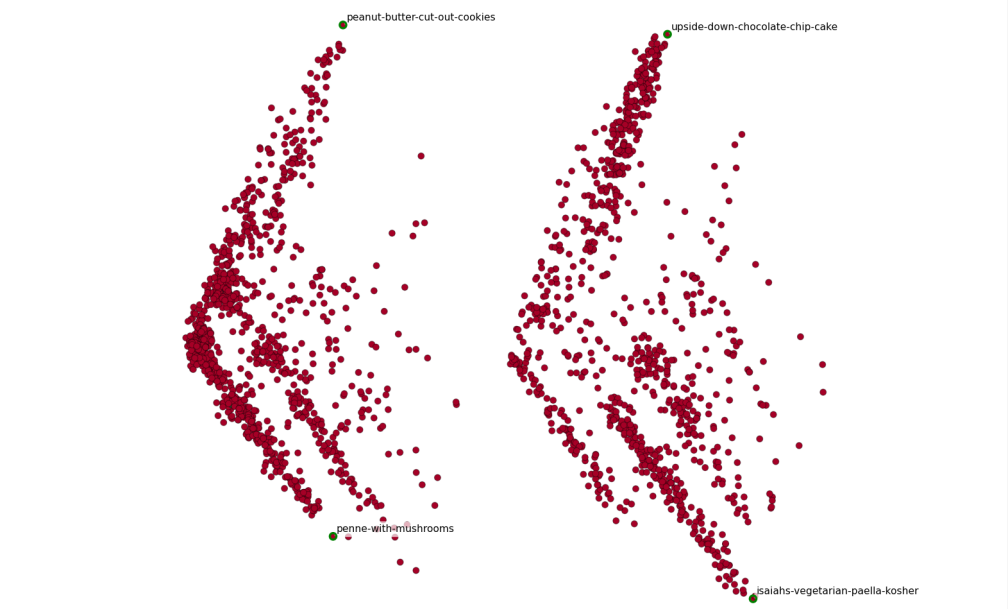 peanut-butter-cut-out-cookies
upside-down-chocolate-chip-cake
penne-with-mushrooms
isaiahs-vegetarian-paella-kosher